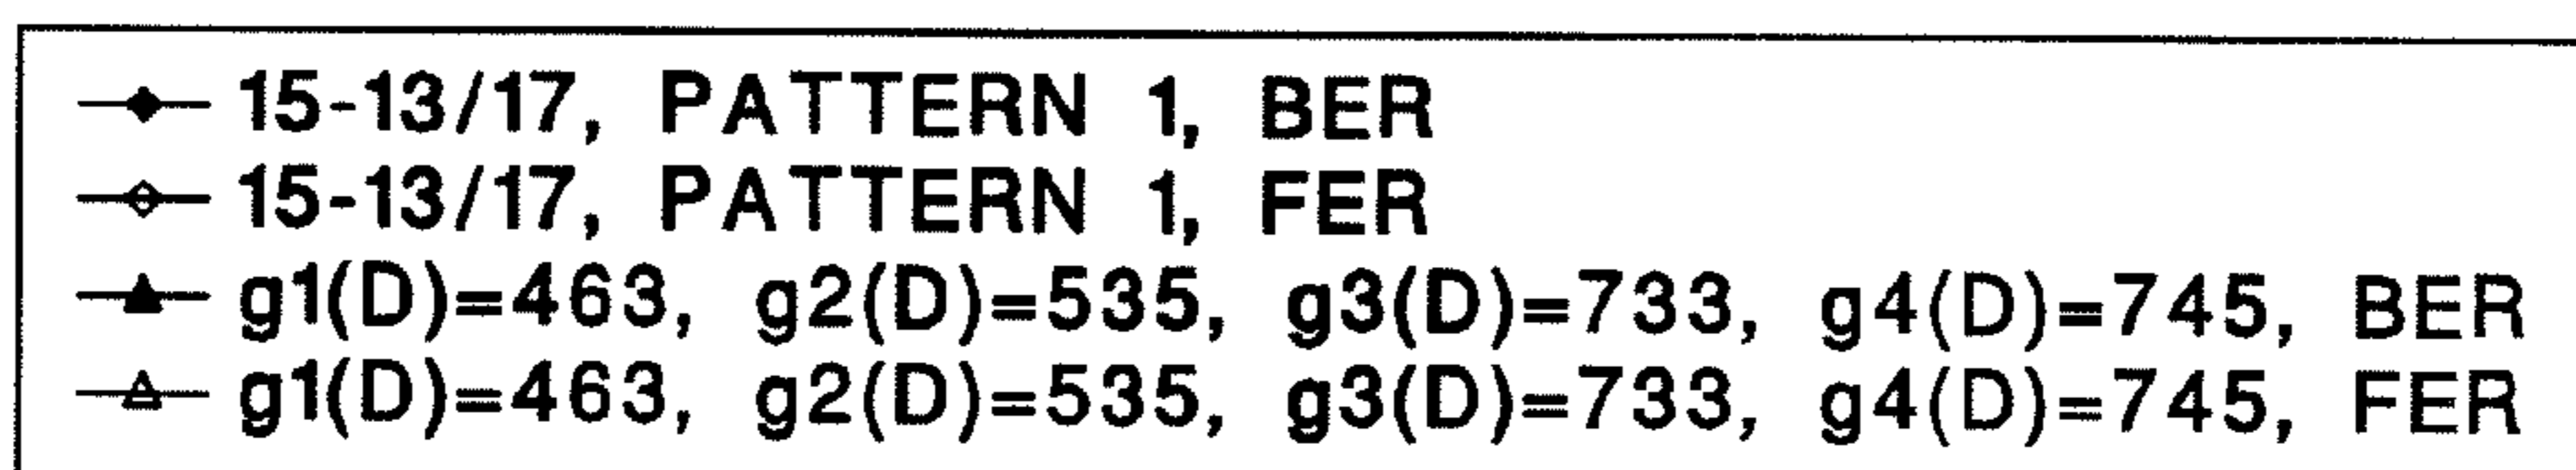 15-13/17, PATTERN 1, BER
15-13/17, PATTERN 1, FER
g1(D)=463, g2(D)=535, g3(D)=733, g4(D)=745, BER
g1(D)=463, g2(D)=535, g3(D)=733, g4(D)=745, FER